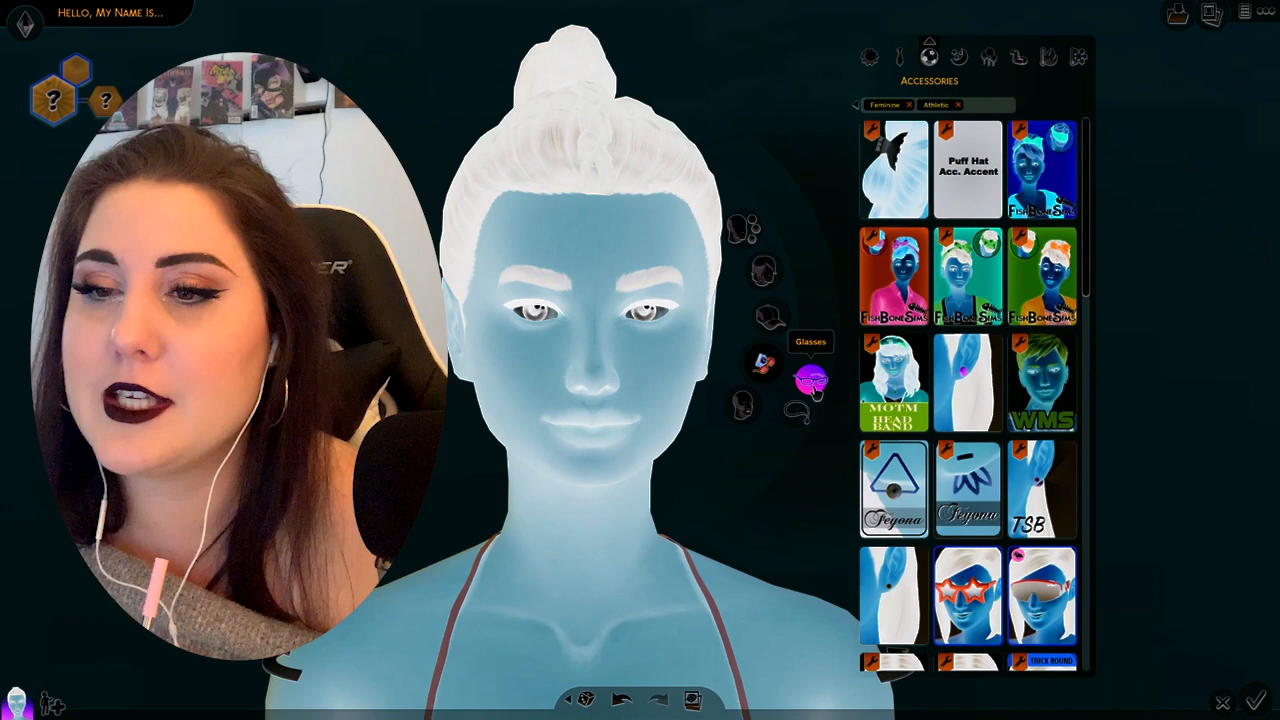 Hello, My Name Is...
Accessories
Feminine
Athletic
Puff Hat
Acc. Accent
FishBoneSims
FishBoneSims
FishBoneSims
FishBoneSims
Glasses
MOTM
HEAD
BAND
WMS
Feyona
Feyona
TSB
THICK ROUND